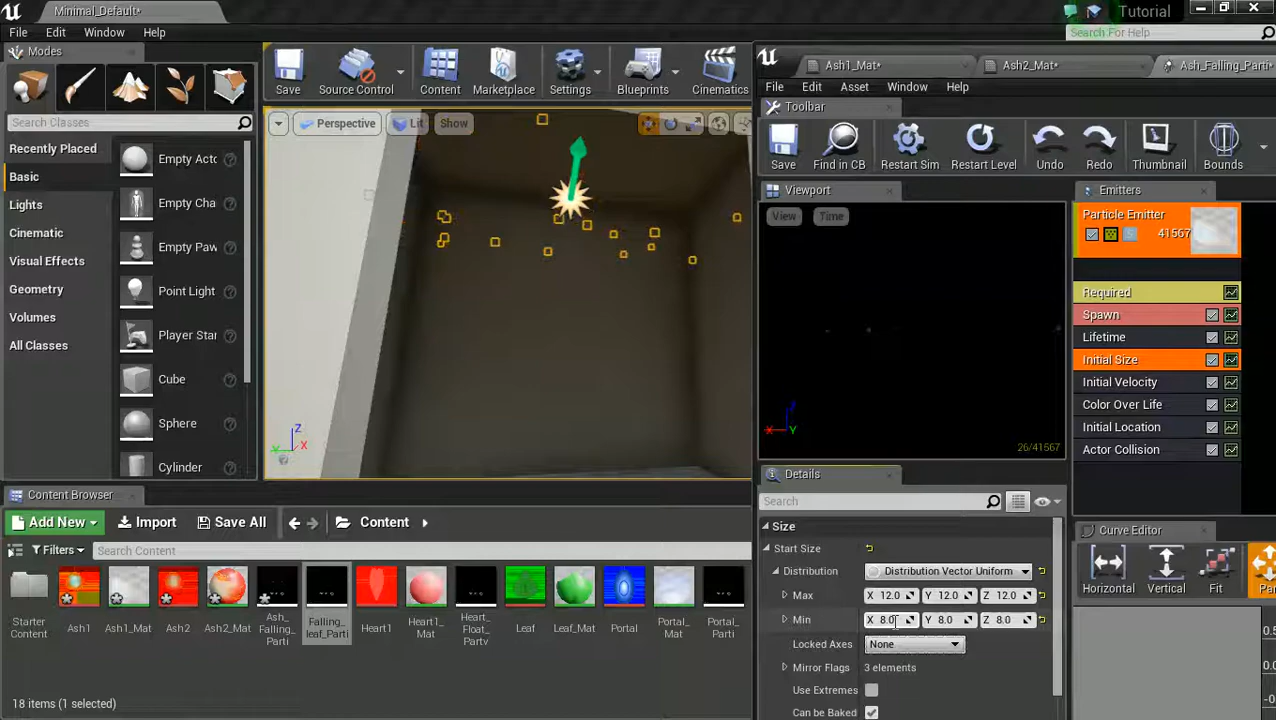 Minimal_Default*
Tutorial
File Edit Window Help
Search For Help
Modes
Save
Source Control
Content
Marketplace
Settings
Blueprints
Cinematics
Ash1_Mat*
Ash2_Mat*
Ash_Falling_Parti*
File Edit Asset Window Help
Toolbar
Search Classes
Perspective
Lit
Show
Save
Find in CB
Restart Sim
Restart Level
Undo
Redo
Thumbnail
Bounds
Recently Placed
Basic
Lights
Cinematic
Visual Effects
Geometry
Volumes
All Classes
Empty Acto
Empty Cha
Empty Paw
Point Light
Player Star
Cube
Sphere
Cylinder
Viewport
View
Time
X
Y
26/41567
Emitters
Particle Emitter
41567
Required
Spawn
Lifetime
Initial Size
Initial Velocity
Color Over Life
Initial Location
Actor Collision
Z
X
Details
Search
Size
Start Size
Distribution
Distribution Vector Uniform
Max
X 12.0
Y 12.0
Z 12.0
Min
X 8.0
Y 8.0
Z 8.0
Locked Axes
None
Mirror Flags
3 elements
Use Extremes
Can be Baked
Curve Editor
Horizontal
Vertical
Fit
Pan
Content Browser
Add New
Import
Save All
Content
Filters
Search Content
Starter Content
Ash1
Ash1_Mat
Ash2
Ash2_Mat
Ash_Falling_Parti
Falling_leaf_Parti
Heart1
Heart1_Mat
Heart_Float_Partv
Leaf
Leaf_Mat
Portal
Portal_Mat
Portal_Parti
18 items (1 selected)